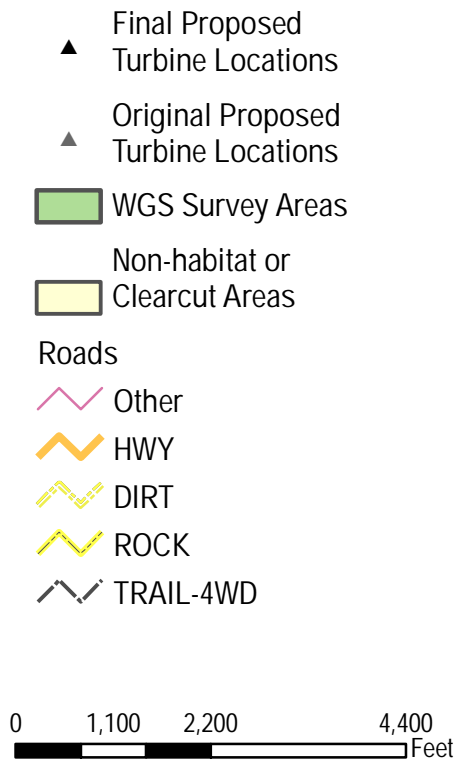 Final Proposed
Turbine Locations
Original Proposed
Turbine Locations
WGS Survey Areas
Non-habitat or
Clearcut Areas
Roads
Other
HWY
DIRT
ROCK
TRAIL-4WD
0 1,100 2,200 4,400
Feet